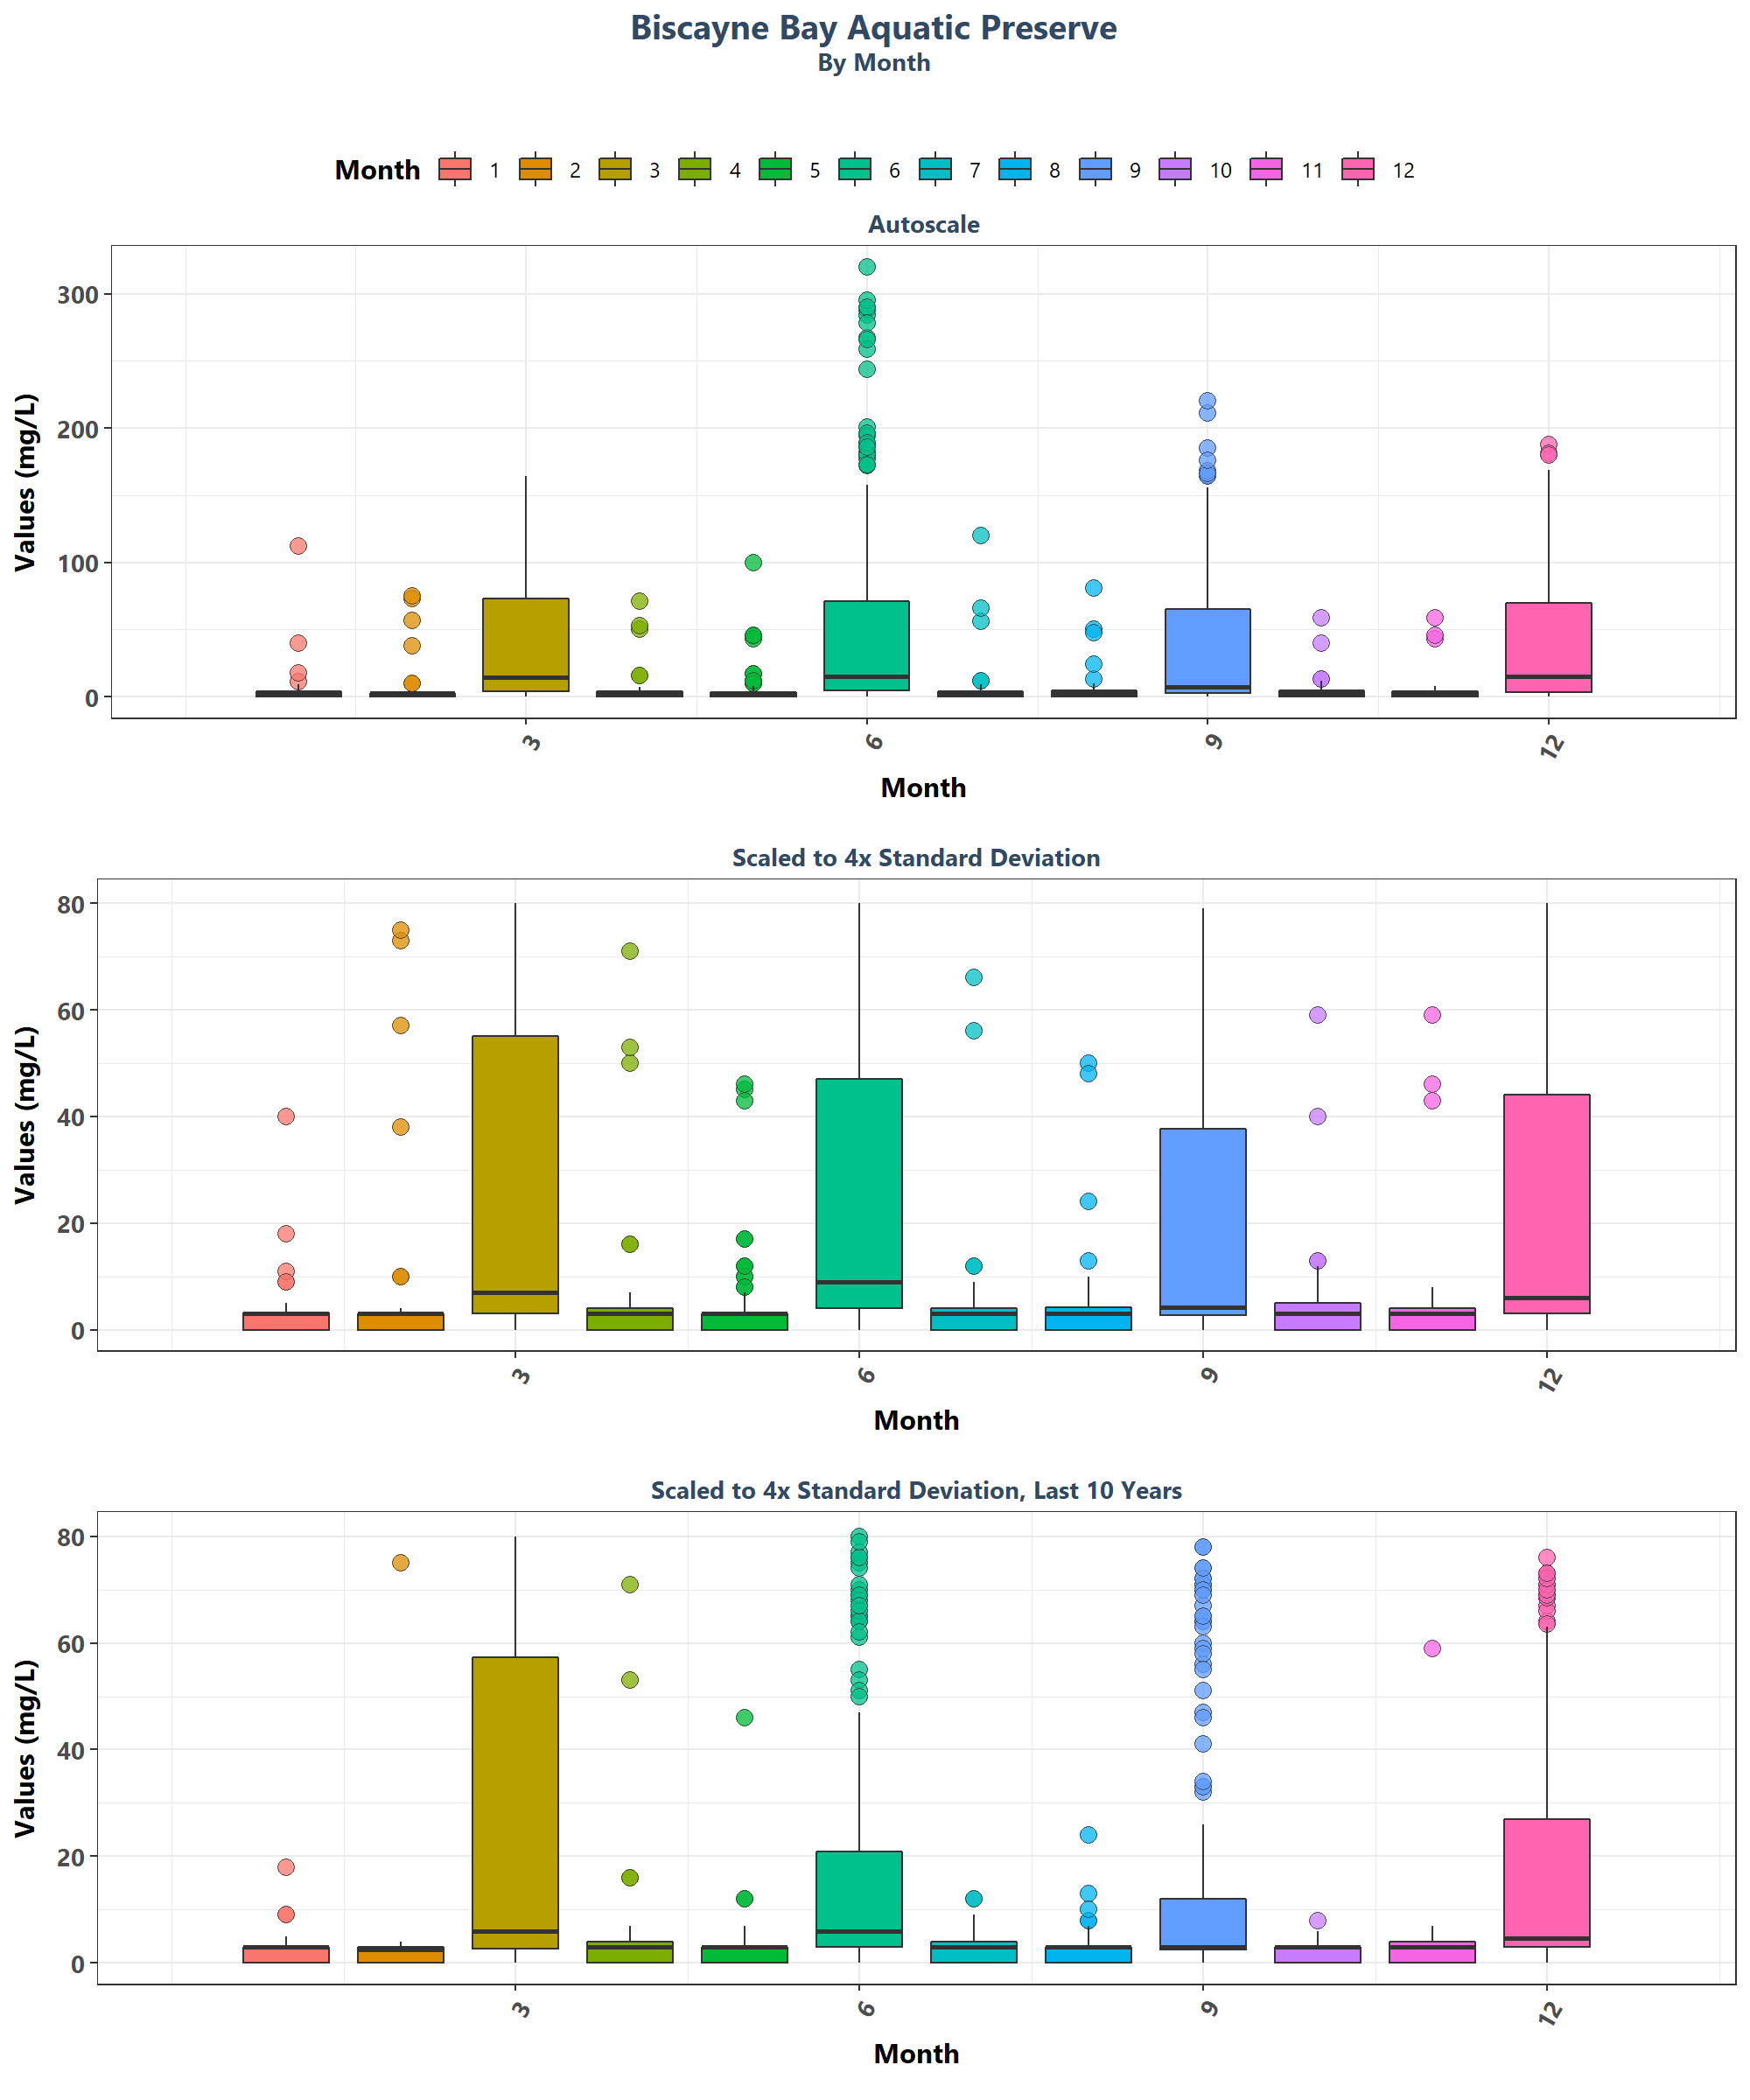 Biscayne Bay Aquatic Preserve
By Month
Month 1 2 3 4 5 6 7 8 9 10 11 12
Autoscale
Values (mg/L)
300
200
100
0
3 6 9 12
Month
Scaled to 4x Standard Deviation
Values (mg/L)
80
60
40
20
0
3 6 9 12
Month
Scaled to 4x Standard Deviation, Last 10 Years
Values (mg/L)
80
60
40
20
0
3 6 9 12
Month